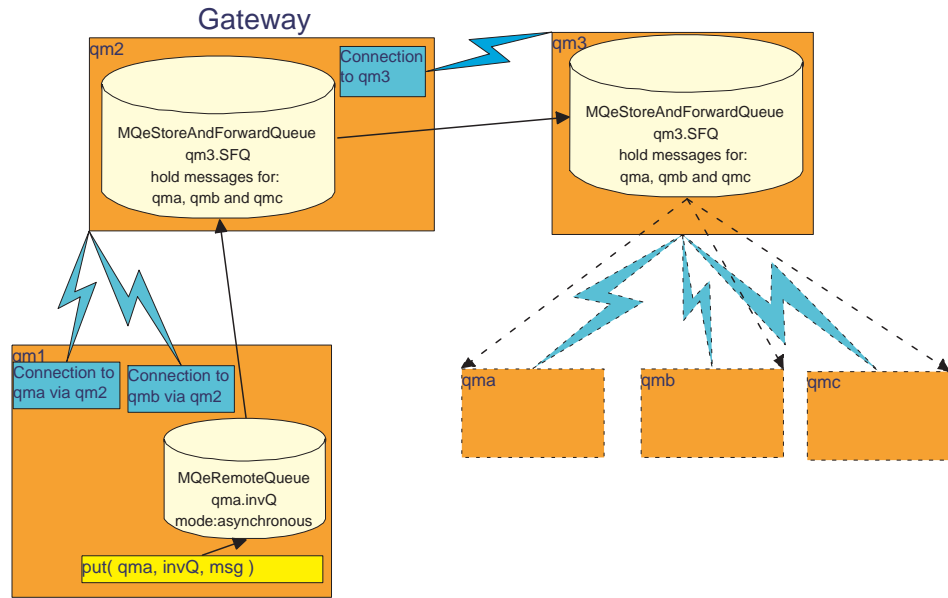 Gateway
qm2
Connection
to qm3
MQeStoreAndForwardQueue
qm3.SFQ
hold messages for:
qma, qmb and qmc
qm3
MQeStoreAndForwardQueue
qm3.SFQ
hold messages for:
qma, qmb and qmc
qm1
Connection to
qma via qm2
Connection to
qmb via qm2
MQeRemoteQueue
qma.invQ
mode:asynchronous
put( qma, invQ, msg )
qma
qmb
qmc